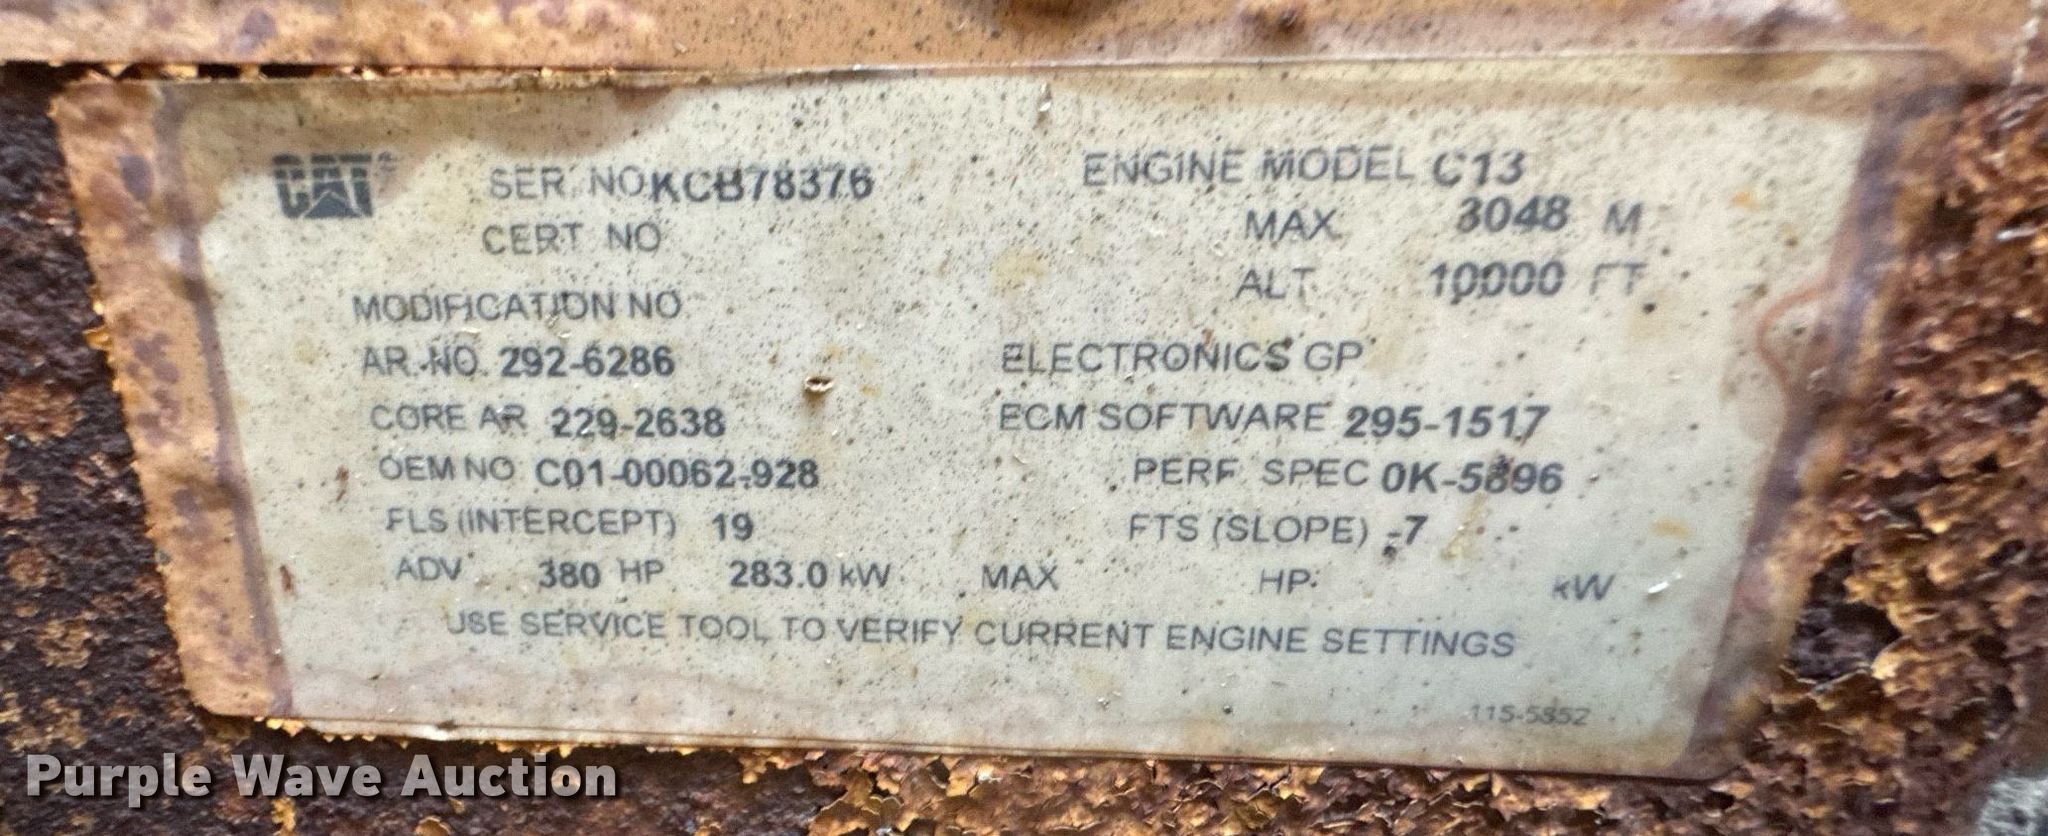 CAT SER. NO KCB78376 ENGINE MODEL C13
CERT NO MAX 3048 M
MODIFICATION NO ALT 10000 FT
AR. NO. 292-6286 ELECTRONICS GP
CORE AR 229-2638 ECM SOFTWARE 295-1517
OEM NO C01-00062-928 PERF SPEC 0K-5896
FLS (INTERCEPT) 19 FTS (SLOPE) -7
ADV 380 HP 283.0 kW MAX HP kW
USE SERVICE TOOL TO VERIFY CURRENT ENGINE SETTINGS
115-5852
Purple Wave Auction